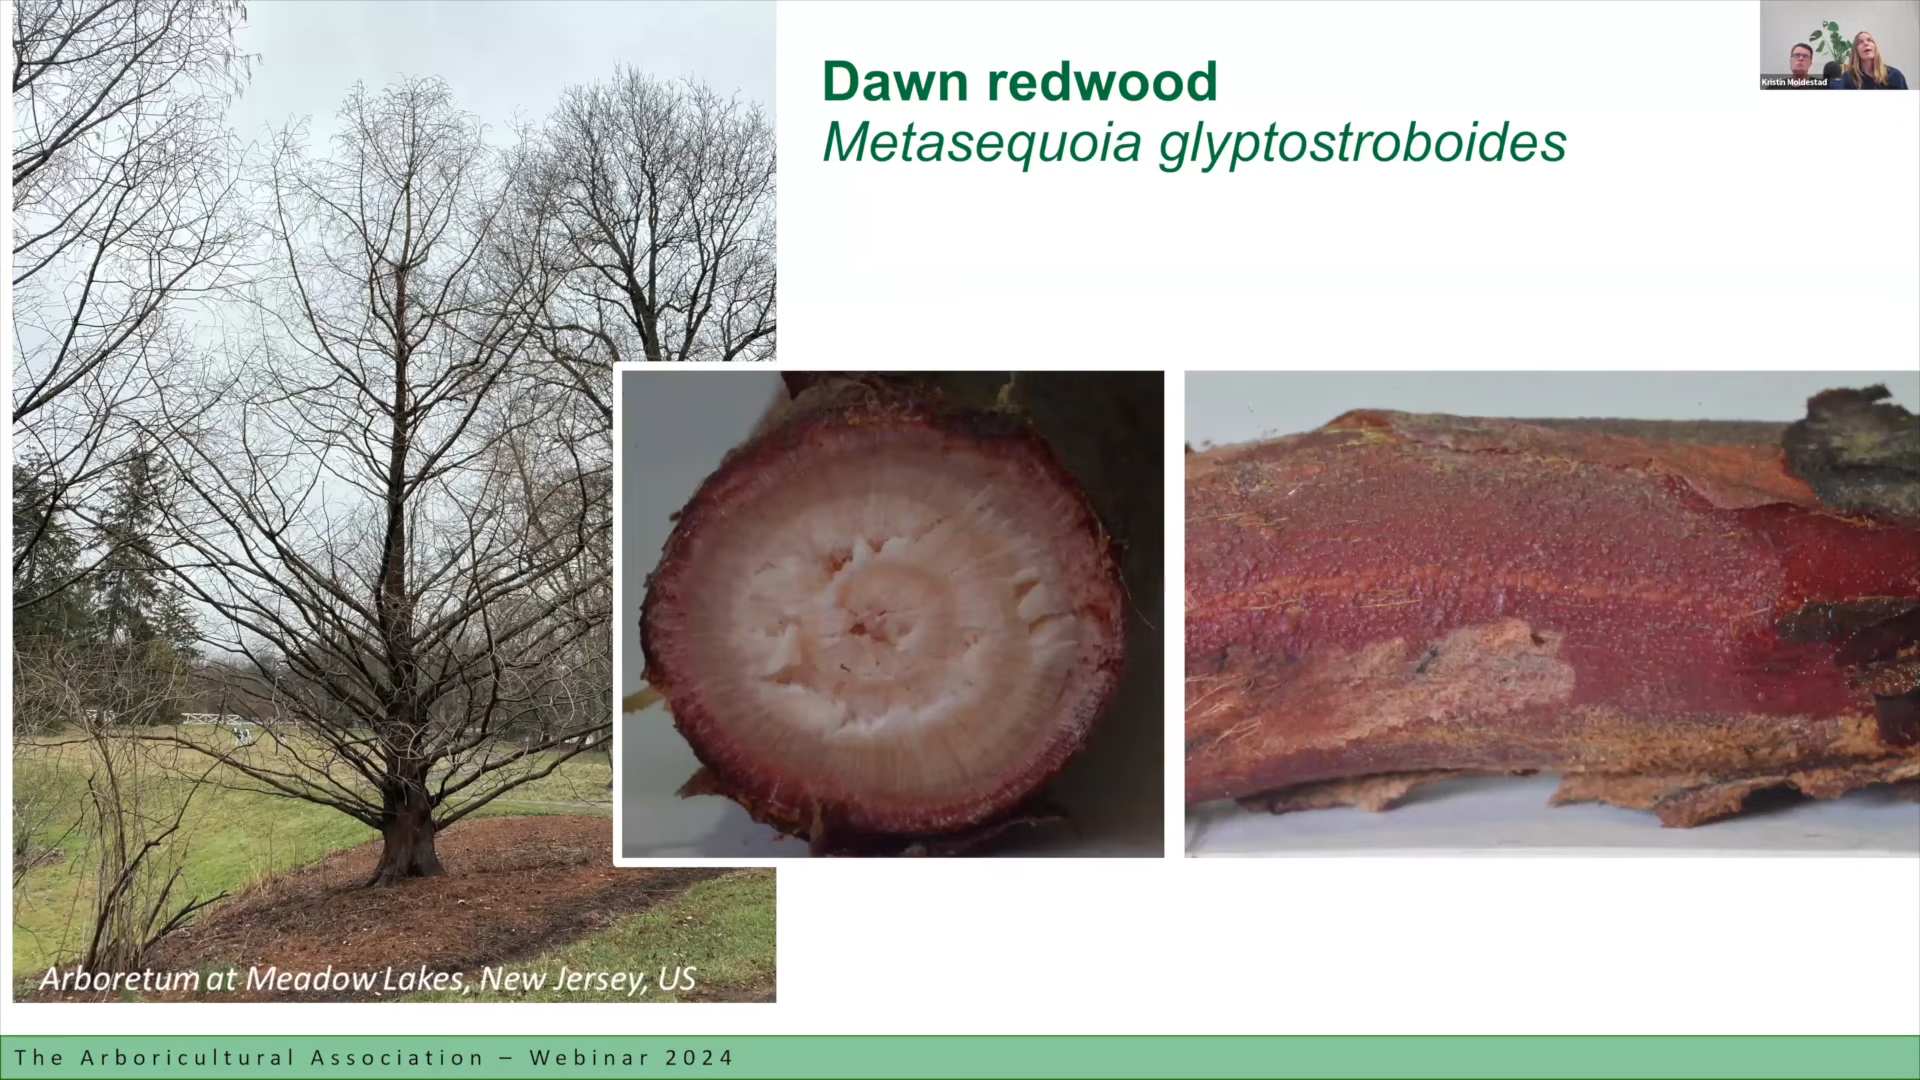 Dawn redwood
Metasequoia glyptostroboides
Kristin Moldestad
Arboretum at Meadow Lakes, New Jersey, US
The Arboricultural Association – Webinar 2024